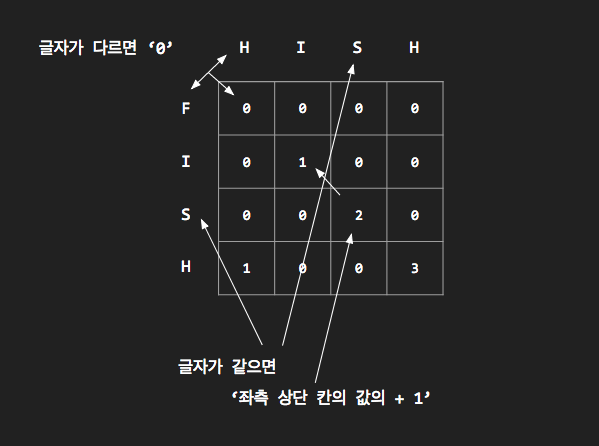 글자가 다르면 ‘0’ H I S H
F 0 0 0 0
I 0 1 0 0
S 0 0 2 0
H 1 0 0 3
글자가 같으면
‘좌측 상단 칸의 값의 + 1’